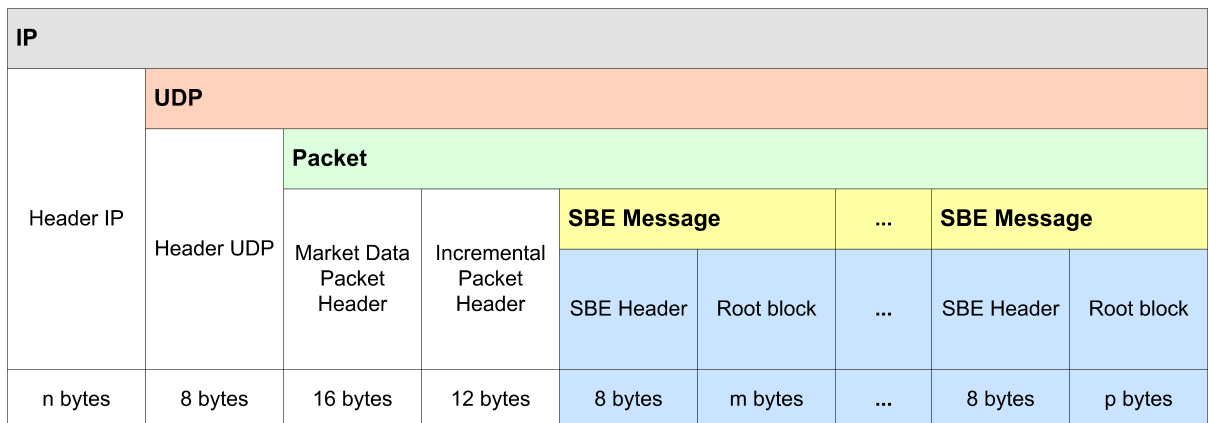 IP
UDP
Packet
Header IP
Header UDP
Market Data
Packet
Header
Incremental
Packet
Header
SBE Message
...
SBE Message
SBE Header
Root block
...
SBE Header
Root block
n bytes
8 bytes
16 bytes
12 bytes
8 bytes
m bytes
...
8 bytes
p bytes